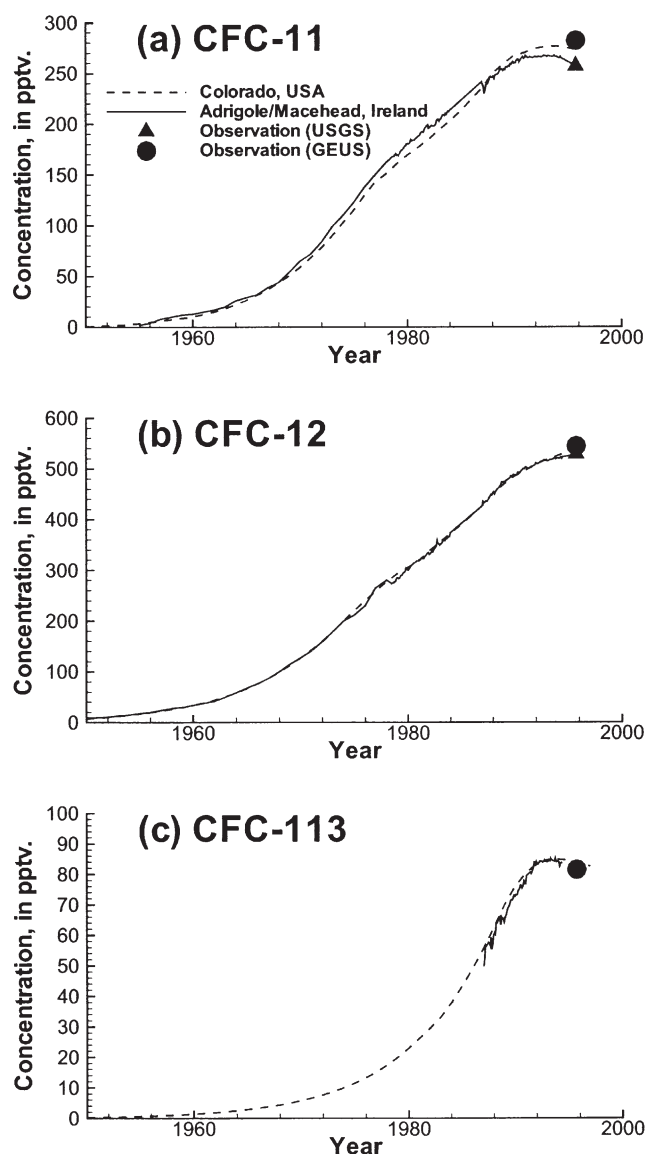 (a) CFC-11
Concentration, in pptv.
300
250
200
150
100
50
0
Colorado, USA
Adrigole/Macehead, Ireland
Observation (USGS)
Observation (GEUS)
1960
1980
2000
Year
(b) CFC-12
Concentration, in pptv.
600
500
400
300
200
100
0
1960
1980
2000
Year
(c) CFC-113
Concentration, in pptv.
100
90
80
70
60
50
40
30
20
10
0
1960
1980
2000
Year